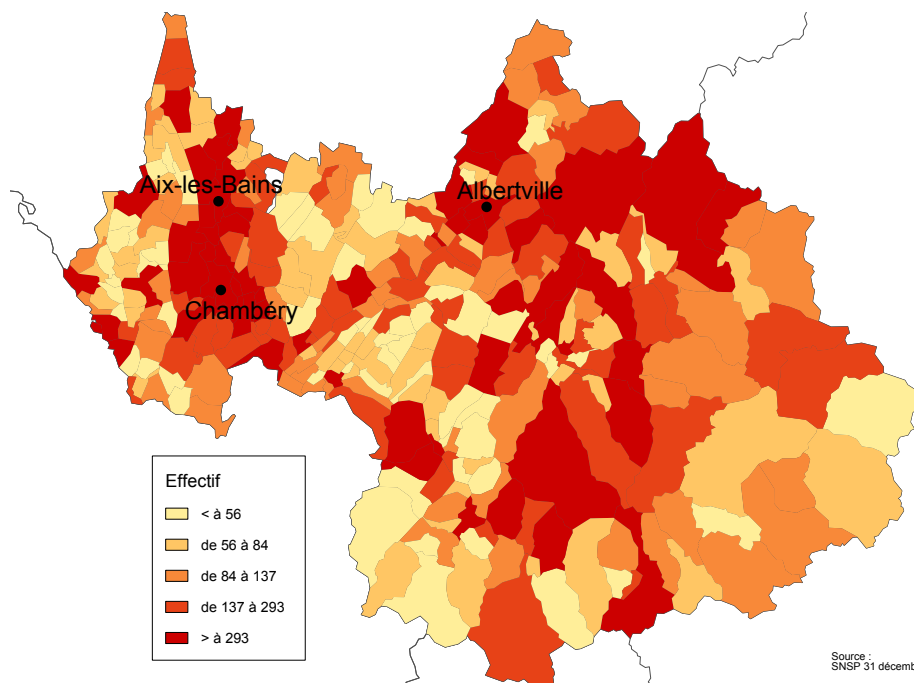 Aix-les-Bains
Albertville
Chambéry
Effectif
< à 56
de 56 à 84
de 84 à 137
de 137 à 293
> à 293
Source :
SNSP 31 décemb